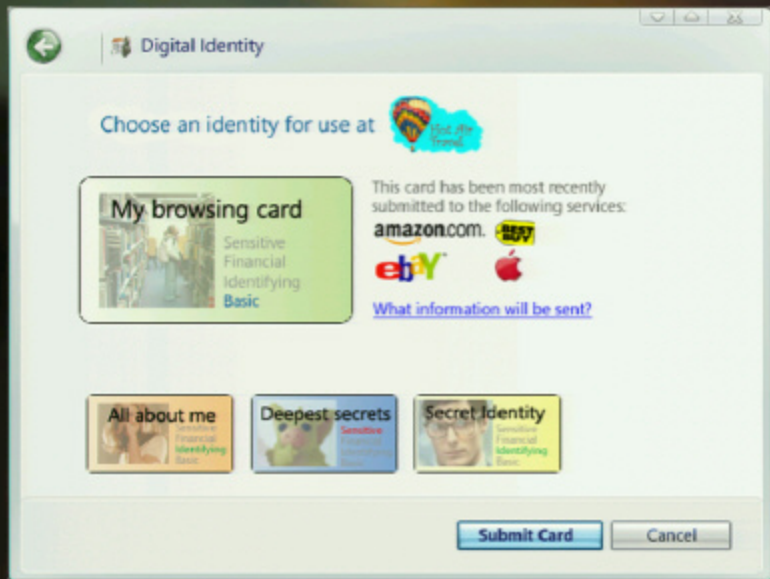 Digital Identity
Choose an identity for use at
Hot Air
Travel
My browsing card
Sensitive
Financial
Identifying
Basic
This card has been most recently
submitted to the following services:
amazon.com.
BEST
BUY
ebY
What information will be sent?
All about me
Sensitive
Financial
Identifying
Basic
Deepest secrets
Sensitive
Financial
Identifying
Basic
Secret Identity
Sensitive
Financial
Identifying
Basic
Submit Card
Cancel